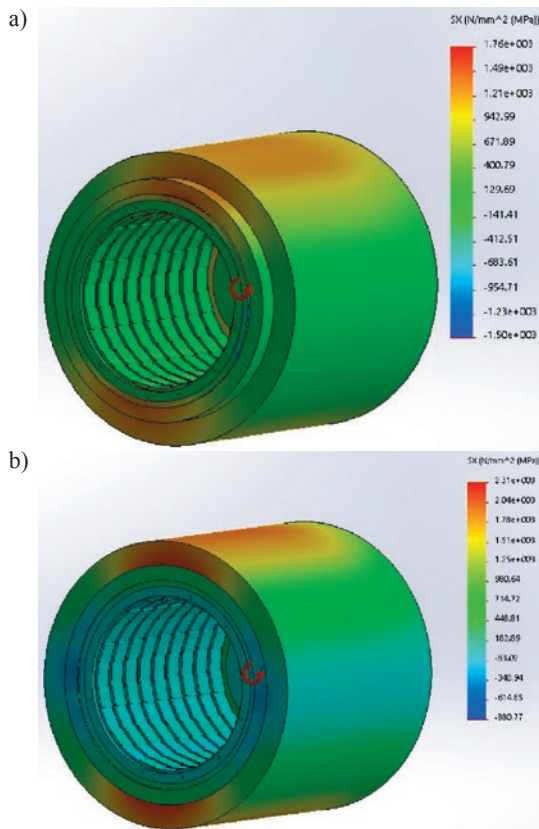 a)
SX (N/mm^2 (MPa))
1.76e+003
1.49e+003
1.21e+003
942.99
671.89
400.79
129.69
-141.41
-412.51
-683.61
-954.71
-1.23e+003
-1.50e+003
b)
SX (N/mm^2 (MPa))
2.31e+003
2.04e+003
1.78e+003
1.51e+003
1.25e+003
980.64
714.72
448.81
182.89
-348.94
-614.85
-880.77